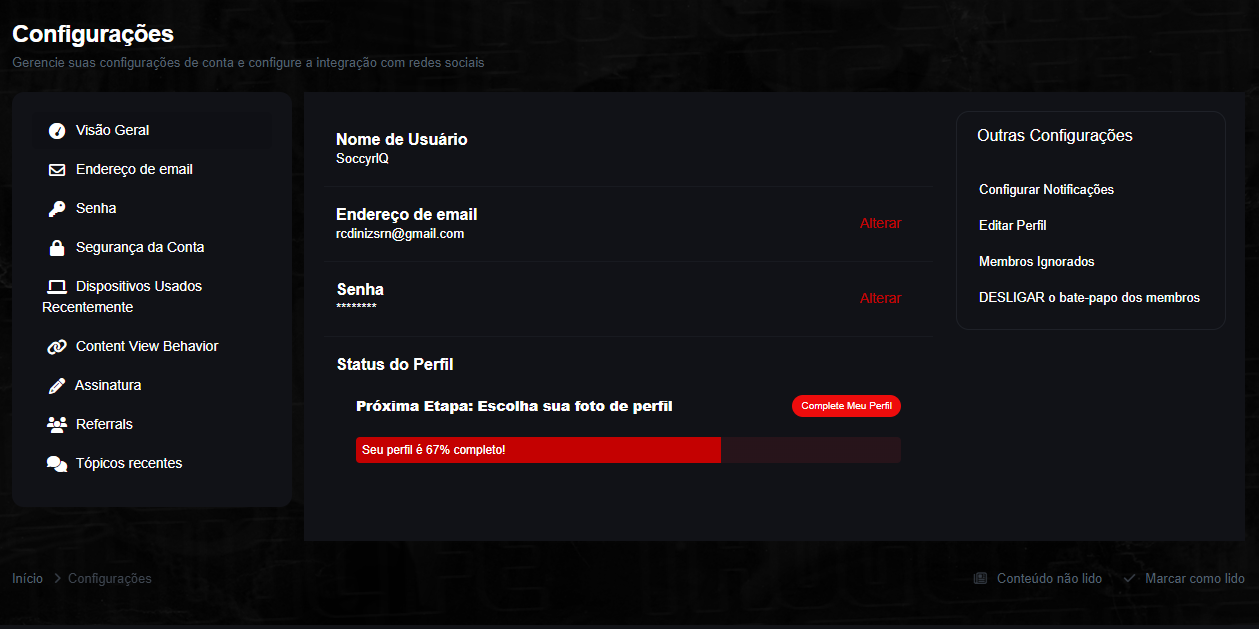 Configurações
Gerencie suas configurações de conta e configure a integração com redes sociais
Visão Geral
Endereço de email
Senha
Segurança da Conta
Dispositivos Usados
Recentemente
Content View Behavior
Assinatura
Referrals
Tópicos recentes
Nome de Usuário
SoccyrlQ
Endereço de email
rcdinizsrn@gmail.com
Alterar
Senha
********
Alterar
Status do Perfil
Próxima Etapa: Escolha sua foto de perfil
Complete Meu Perfil
Seu perfil é 67% completo!
Outras Configurações
Configurar Notificações
Editar Perfil
Membros Ignorados
DESLIGAR o bate-papo dos membros
Início > Configurações
Conteúdo não lido
Marcar como lido